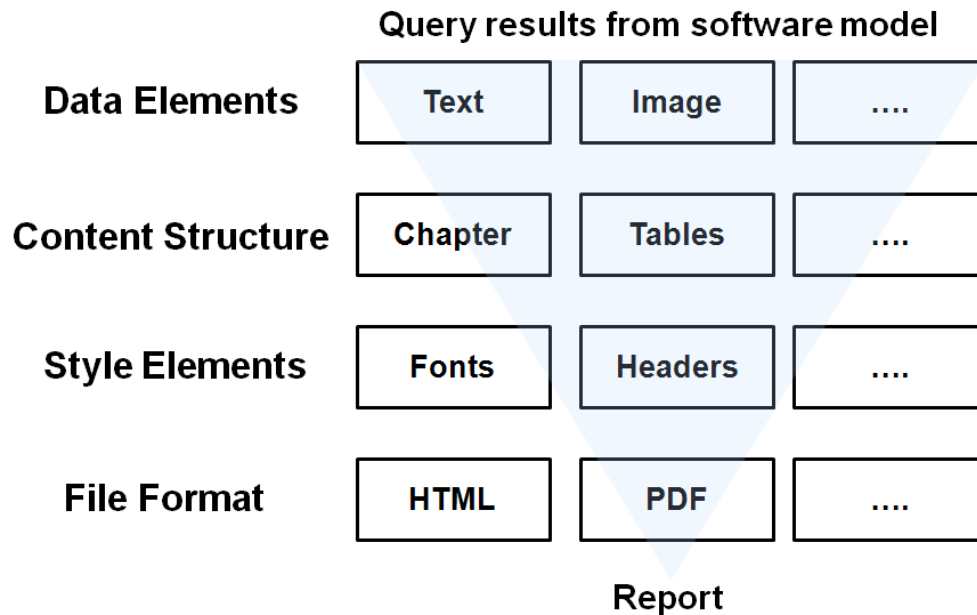 Query results from software model
Data Elements Text Image ....
Content Structure Chapter Tables ....
Style Elements Fonts Headers ....
File Format HTML PDF ....
Report